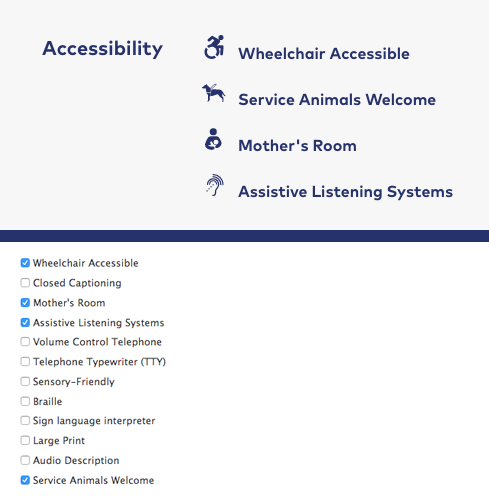 Accessibility
Wheelchair Accessible
Service Animals Welcome
Mother's Room
Assistive Listening Systems
Wheelchair Accessible
Closed Captioning
Mother's Room
Assistive Listening Systems
Volume Control Telephone
Telephone Typewriter (TTY)
Sensory-Friendly
Braille
Sign language interpreter
Large Print
Audio Description
Service Animals Welcome